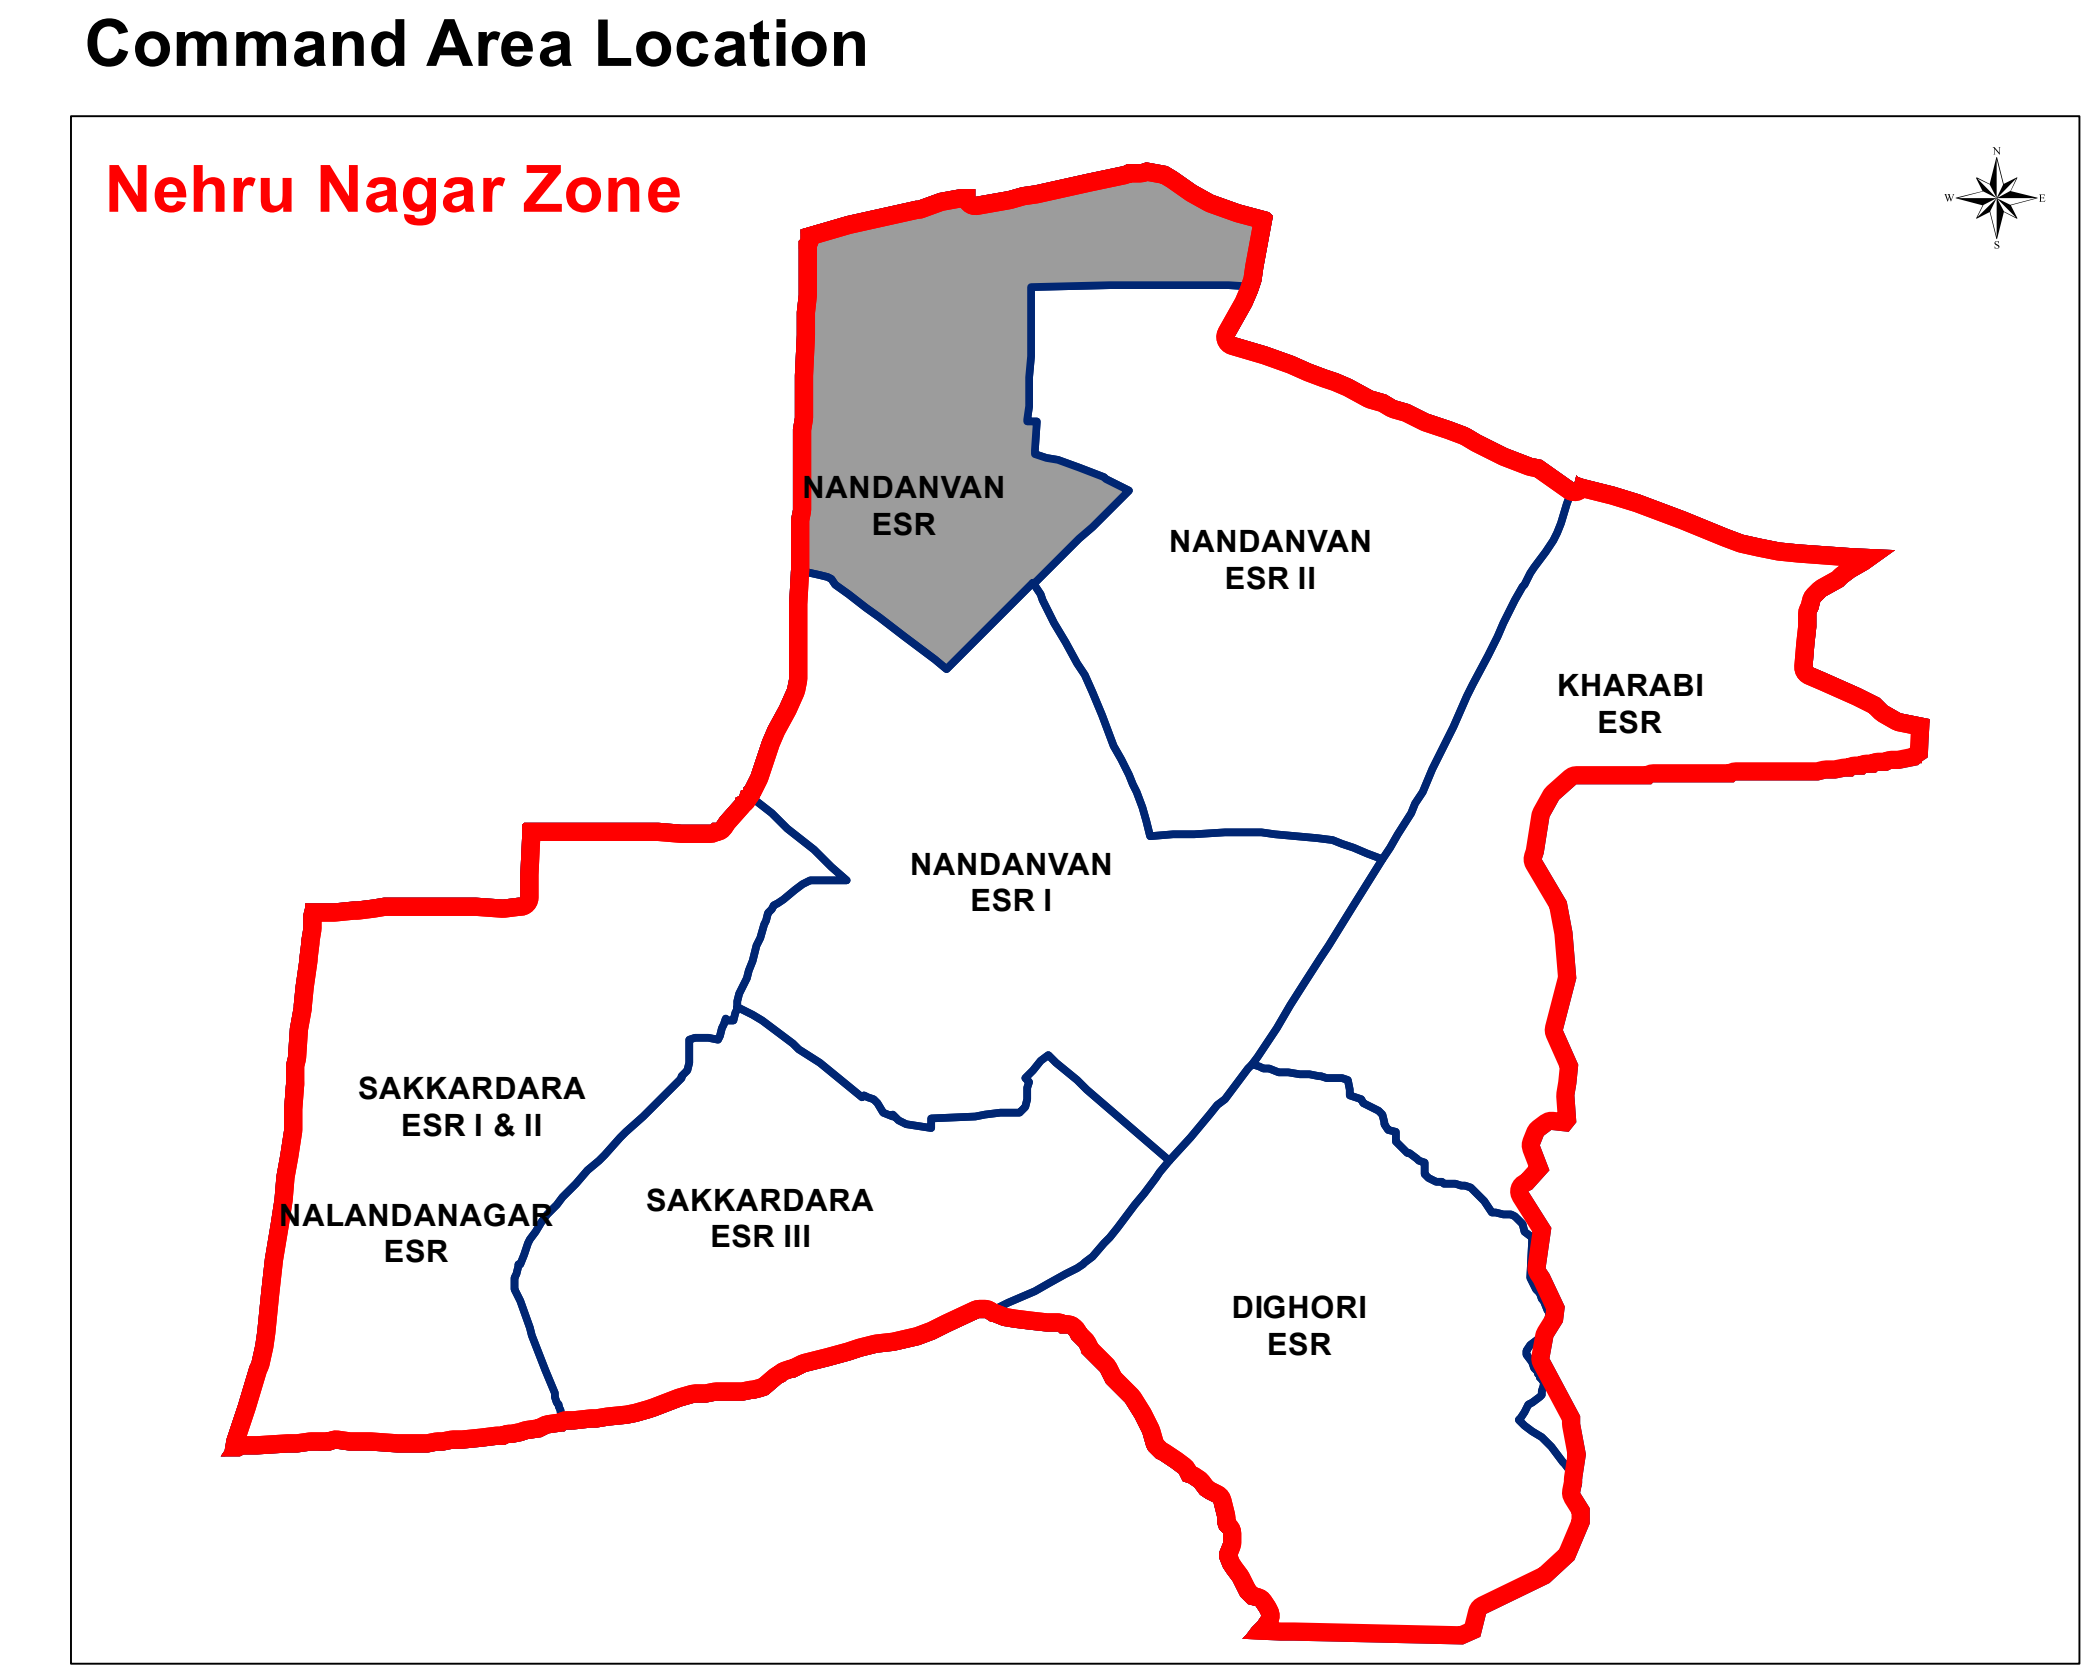 Command Area Location
Nehru Nagar Zone
N
W
E
S
NANDANVAN
ESR
NANDANVAN
ESR II
KHARABI
ESR
NANDANVAN
ESR I
SAKKARDARA
ESR I & II
NALANDANAGAR
ESR
SAKKARDARA
ESR III
DIGHORI
ESR